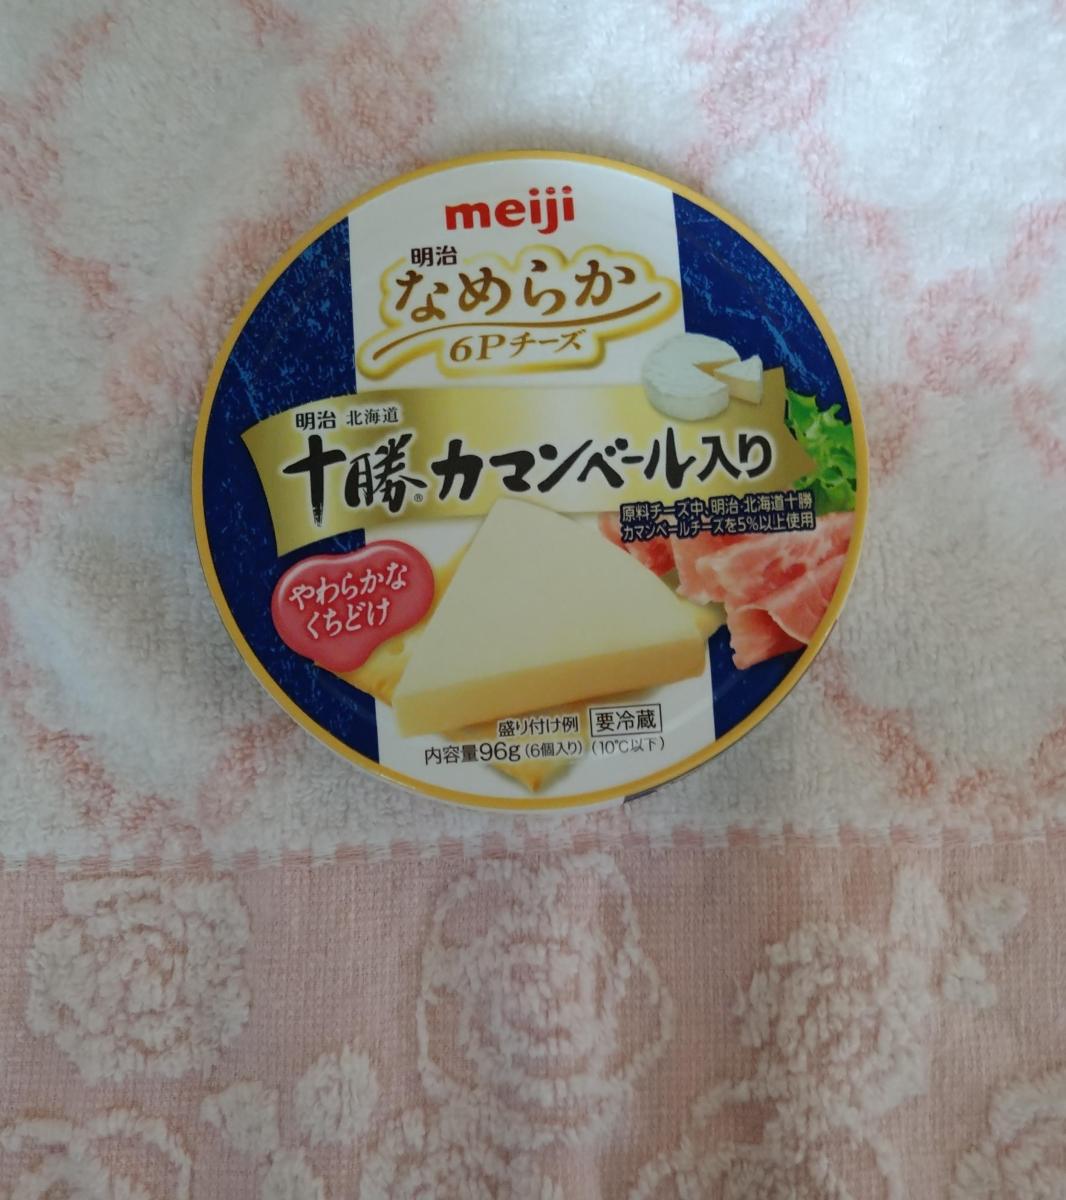 meiji
明治
なめらか
6Pチーズ
明治 北海道
十勝®カマンベール入り
原料チーズ中、明治北海道十勝
カマンベールチーズを5%以上使用
やわらかな
くちどけ
盛り付け例 要冷蔵
内容量96g(6個入り)(10℃以下)